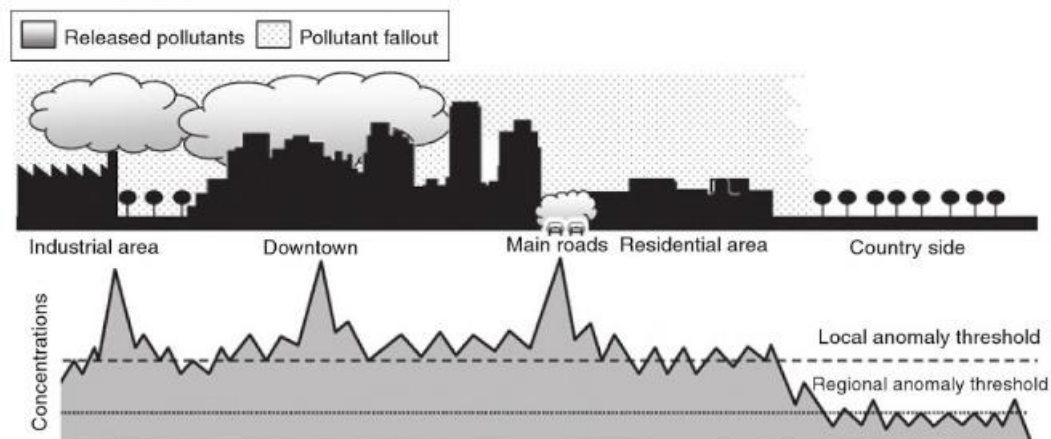 Released pollutants Pollutant fallout
Industrial area Downtown Main roads Residential area Country side
Concentrations
Local anomaly threshold
Regional anomaly threshold